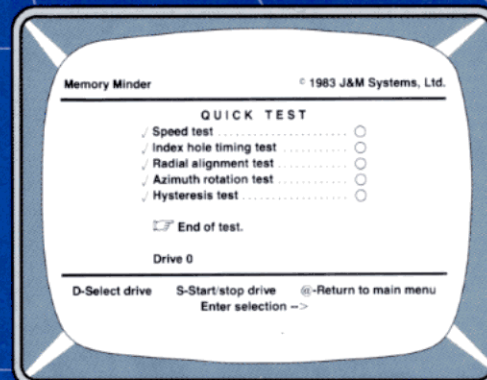 Memory Minder © 1983 J&M Systems, Ltd.
QUICK TEST
✓ Speed test ........................ ○
✓ Index hole timing test ............ ○
✓ Radial alignment test ............. ○
✓ Azimuth rotation test ............. ○
✓ Hysteresis test ................... ○
☞ End of test.
Drive 0
D-Select drive S-Start/stop drive @-Return to main menu
Enter selection -->